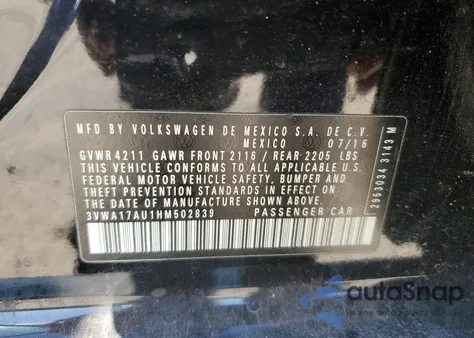 MFD BY VOLKSWAGEN DE MEXICO S.A. DE C.V.
MEXICO 07/16
GVWR 4211 GAWR FRONT 2116 / REAR 2205 LBS
THIS VEHICLE CONFORMS TO ALL APPLICABLE U.S.
FEDERAL MOTOR VEHICLE SAFETY, BUMPER AND
THEFT PREVENTION STANDARDS IN EFFECT ON
THE DATE OF MANUFACTURE SHOWN ABOVE.
3VWA17AU1HM502839 PASSENGER CAR
2953034 3143 M
autoSnap